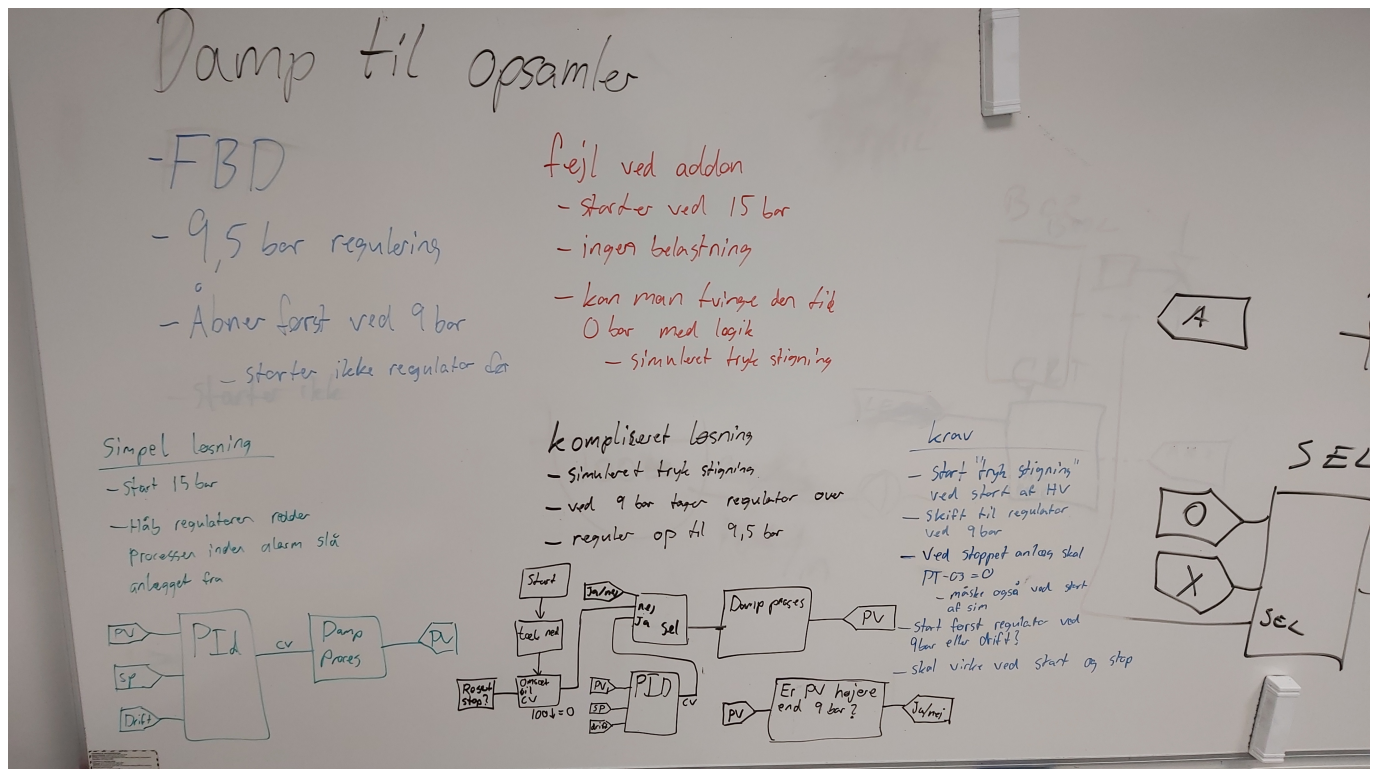 Damp til opsamler
- FBD
- 9,5 bar regulering
- Åbner først ved 9 bar
- starter ikke regulator før
fejl ved addon
- starter ved 15 bar
- ingen belastning
- kan man tvinge den til
0 bar med logik
- simuleret tryk stigning
Simpel løsning
- Start 15 bar
- Håb regulatoren redder
processen inden alarm slå
anlægget fra
PV
SP
Drift
PId
CV
Damp
Proces
PV
kompliseret løsning
- simuleret tryk stigning
- ved 9 bar tager regulator over
- reguler op til 9,5 bar
Start
tæl ned
Omsæt
til
CV
100↓=0
Reset
stop?
Ja/nej
nej
Ja
Sel
Damp proses
PV
PV
SP
drift
PID
CV
PV
Er PV højere
end 9 bar?
Ja/nej
krav
- Start "tryk stigning"
ved start af HV
- Skift til regulator
ved 9bar
- Ved stoppet anlæg skal
PT-03=0
- måske også ved start
af sim
- Start først regulator ved
9bar eller drift?
- skal virke ved start og stop
A
SEL
O
X
SEL